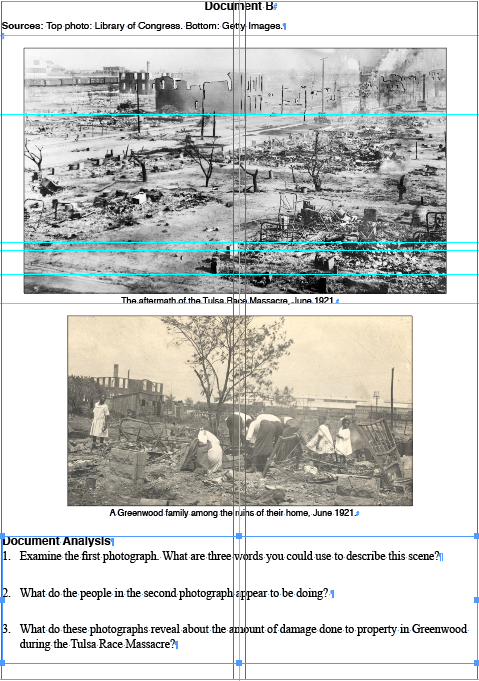 Document B
Sources: Top photo: Library of Congress. Bottom: Getty Images.
The aftermath of the Tulsa Race Massacre, June 1921.
A Greenwood family among the ruins of their home, June 1921.
Document Analysis
1. Examine the first photograph. What are three words you could use to describe this scene?
2. What do the people in the second photograph appear to be doing?
3. What do these photographs reveal about the amount of damage done to property in Greenwood
during the Tulsa Race Massacre?